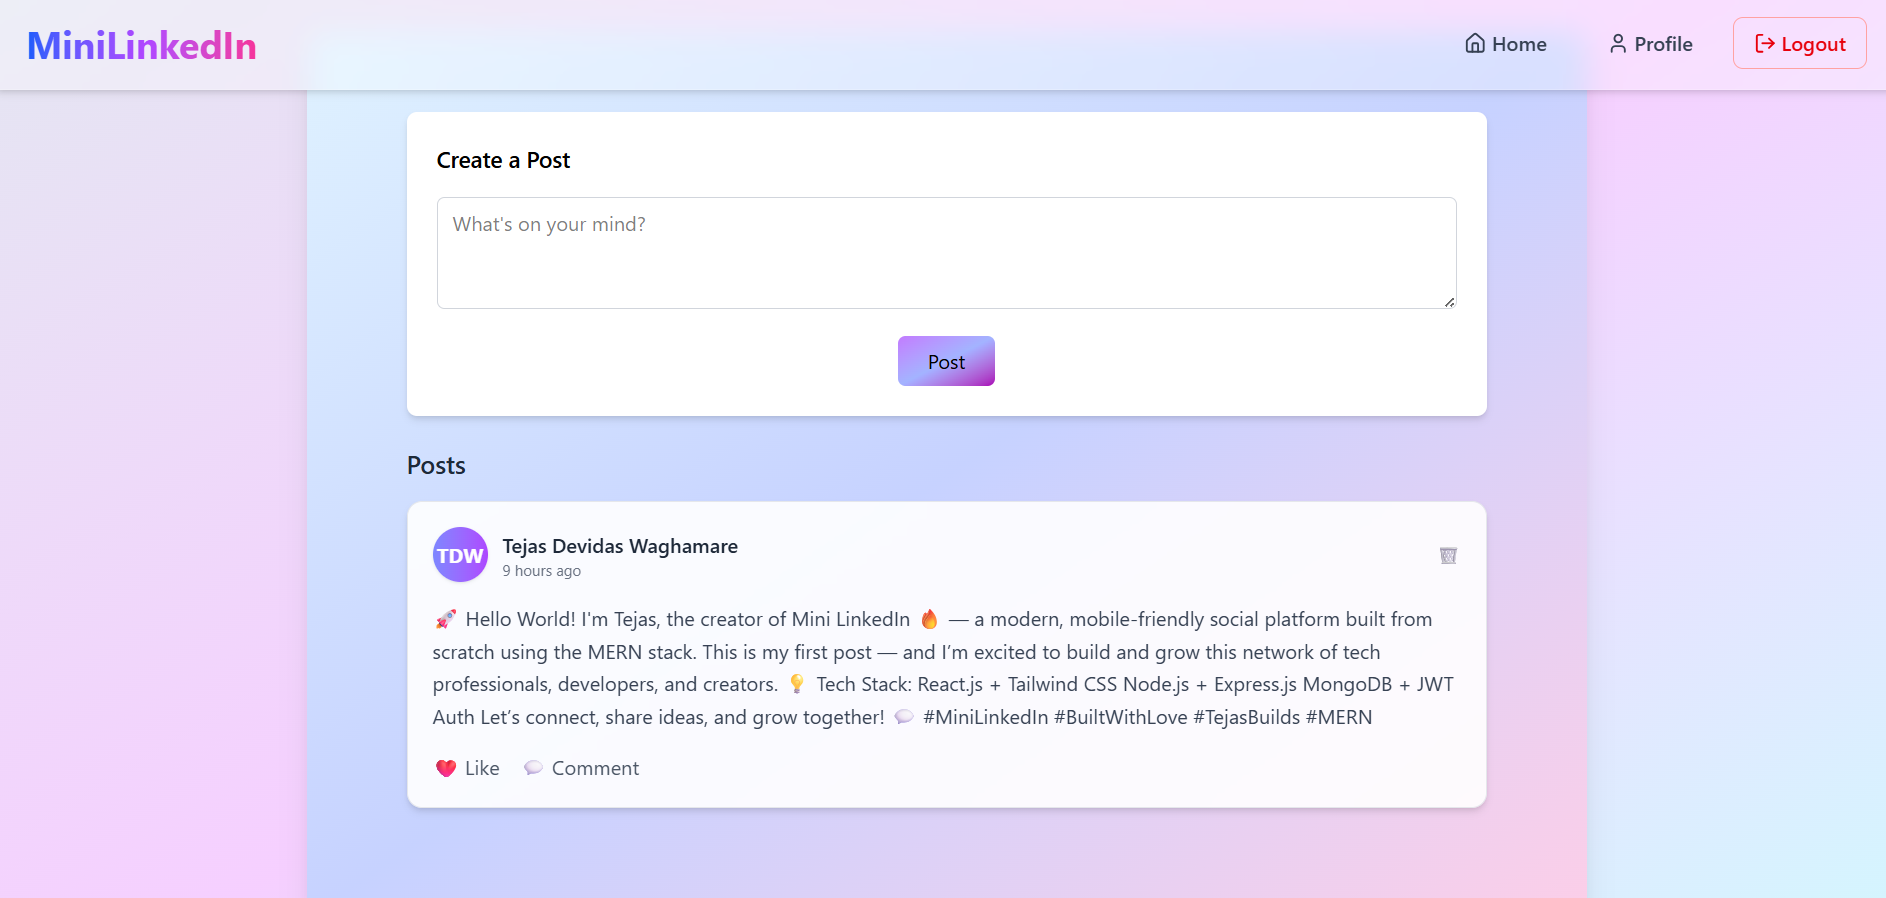 MiniLinkedIn
Home
Profile
Logout
Create a Post
What's on your mind?
Post
Posts
TDW
Tejas Devidas Waghamare
9 hours ago
🚀 Hello World! I'm Tejas, the creator of Mini LinkedIn 🔥 — a modern, mobile-friendly social platform built from
scratch using the MERN stack. This is my first post — and I’m excited to build and grow this network of tech
professionals, developers, and creators. 💡 Tech Stack: React.js + Tailwind CSS Node.js + Express.js MongoDB + JWT
Auth Let’s connect, share ideas, and grow together! 💬 #MiniLinkedIn #BuiltWithLove #TejasBuilds #MERN
❤️ Like
💬 Comment